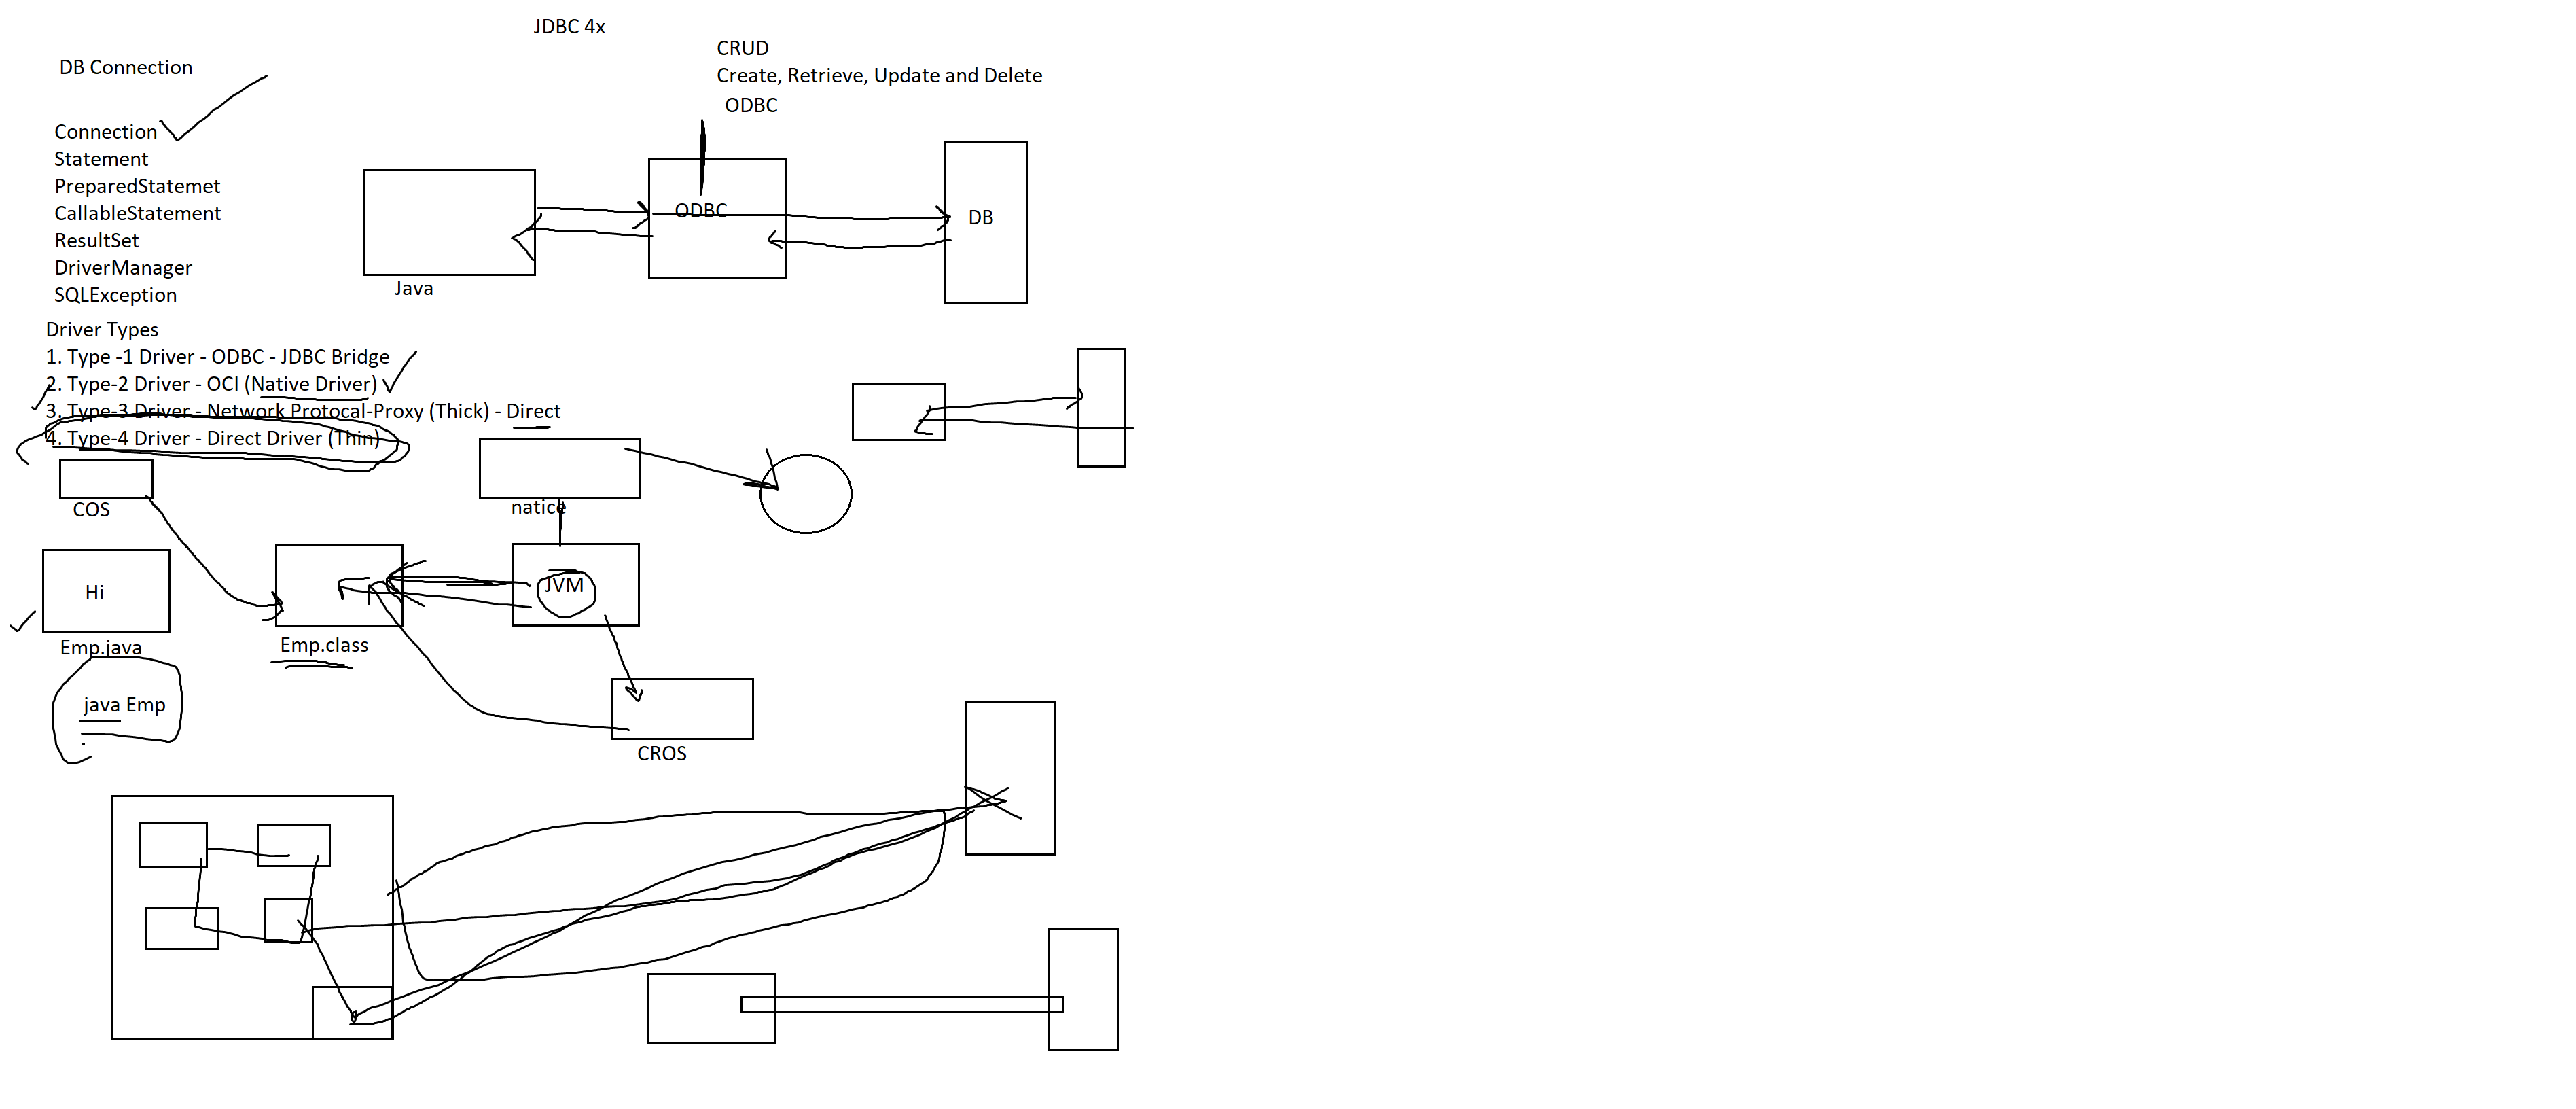 JDBC 4x
CRUD
Create, Retrieve, Update and Delete
ODBC
DB Connection
Connection
Statement
PreparedStatemet
CallableStatement
ResultSet
DriverManager
SQLException
Java
ODBC
DB
Driver Types
1. Type -1 Driver - ODBC - JDBC Bridge
2. Type-2 Driver - OCI (Native Driver)
3. Type-3 Driver - Network Protocal-Proxy (Thick) - Direct
4. Type-4 Driver - Direct Driver (Thin)
COS
natice
Hi
JVM
Emp.java
Emp.class
java Emp
CROS